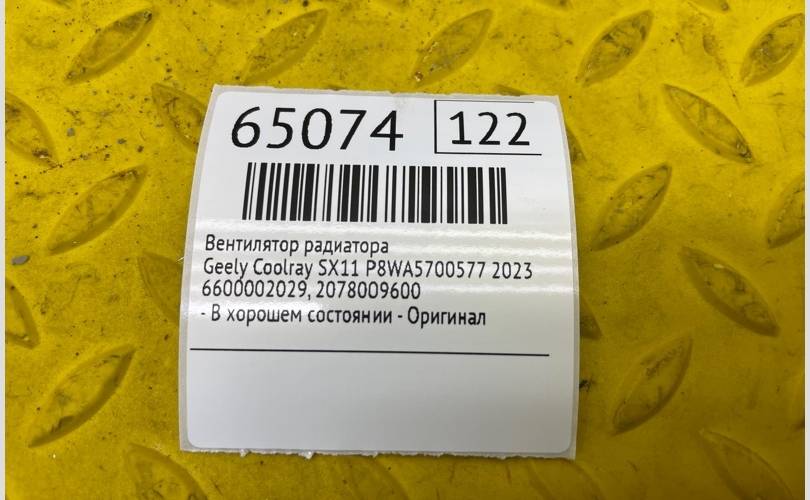 65074 122
Вентилятор радиатора
Geely Coolray SX11 P8WA5700577 2023
6600002029, 2078009600
- В хорошем состоянии - Оригинал